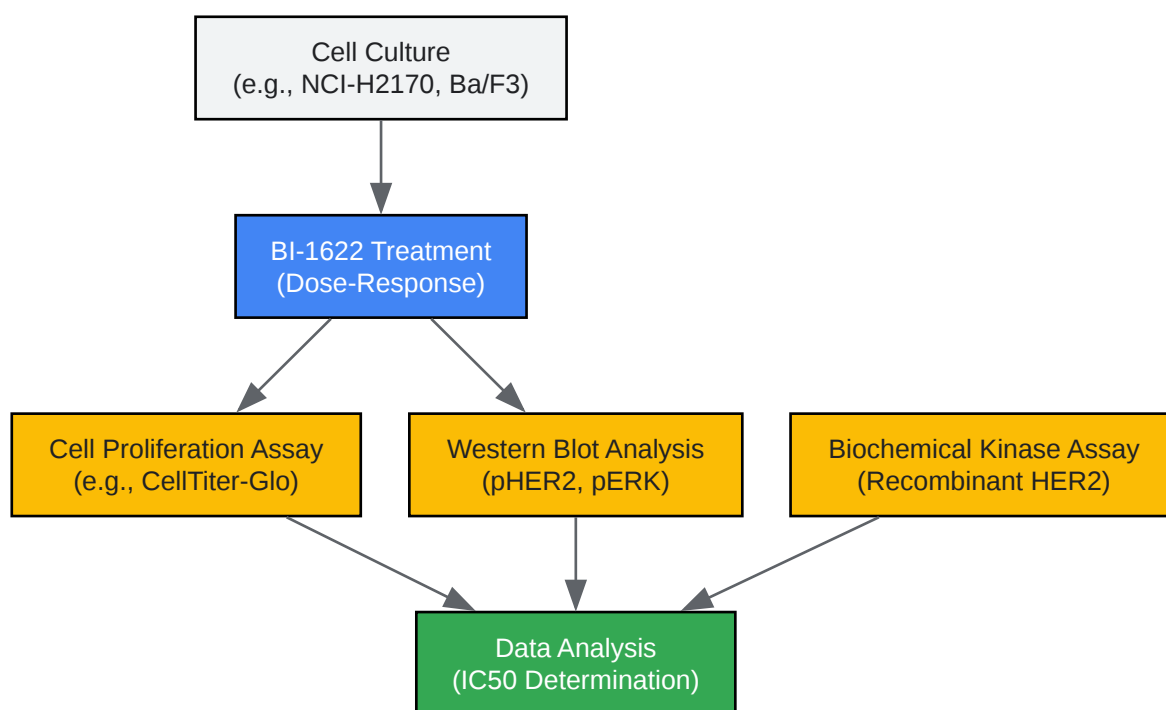 Cell Culture
(e.g., NCI-H2170, Ba/F3)
BI-1622 Treatment
(Dose-Response)
Cell Proliferation Assay
(e.g., CellTiter-Glo)
Western Blot Analysis
(pHER2, pERK)
Biochemical Kinase Assay
(Recombinant HER2)
Data Analysis
(IC50 Determination)